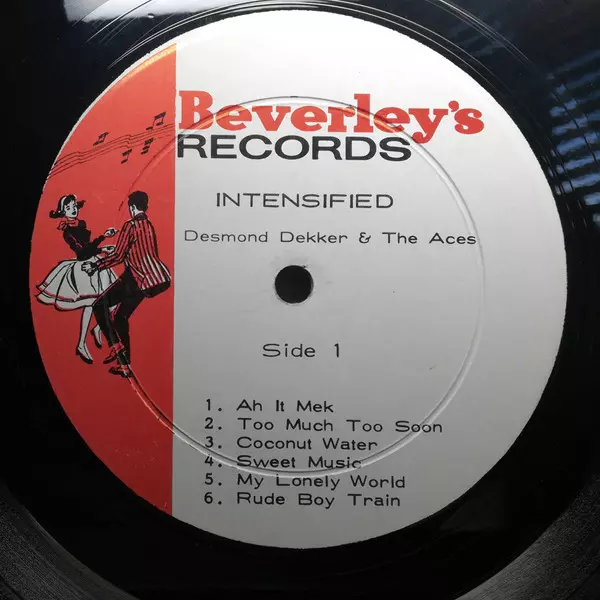 Beverley's
RECORDS
INTENSIFIED
Desmond Dekker & The Aces
Side 1
1. Ah It Mek
2. Too Much Too Soon
3. Coconut Water
4. Sweet Music
5. My Lonely World
6. Rude Boy Train